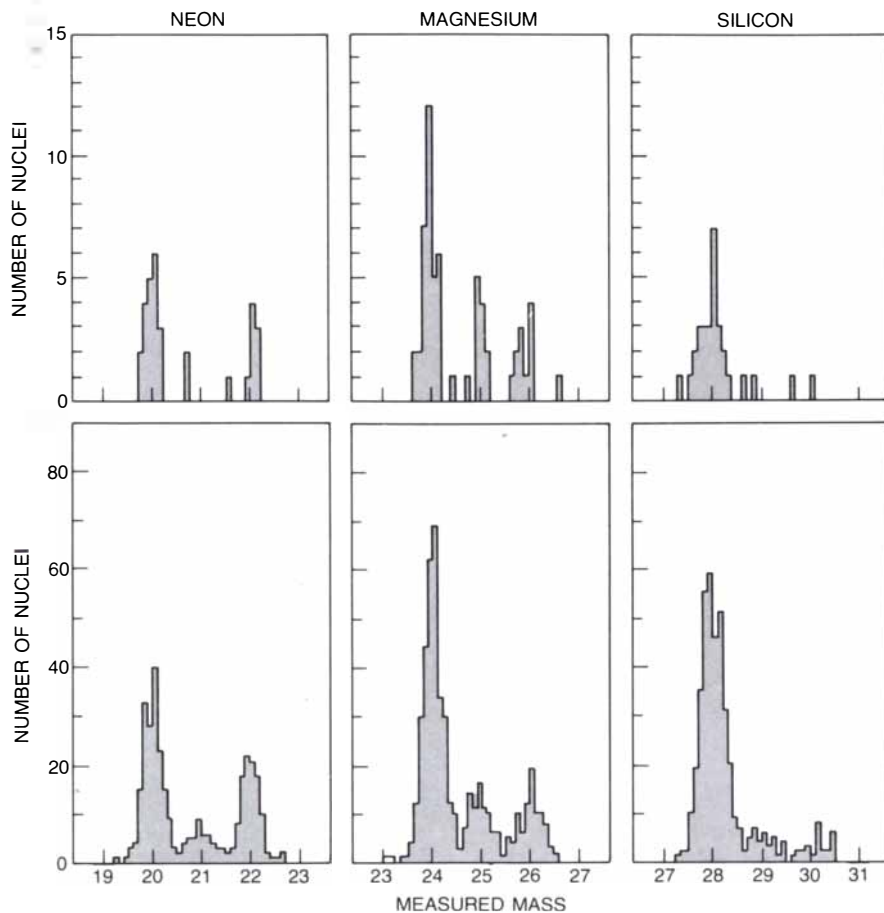 NEON MAGNESIUM SILICON
15
10
5
0
NUMBER OF NUCLEI
80
60
40
20
0
NUMBER OF NUCLEI
19 20 21 22 23 23 24 25 26 27 27 28 29 30 31
MEASURED MASS